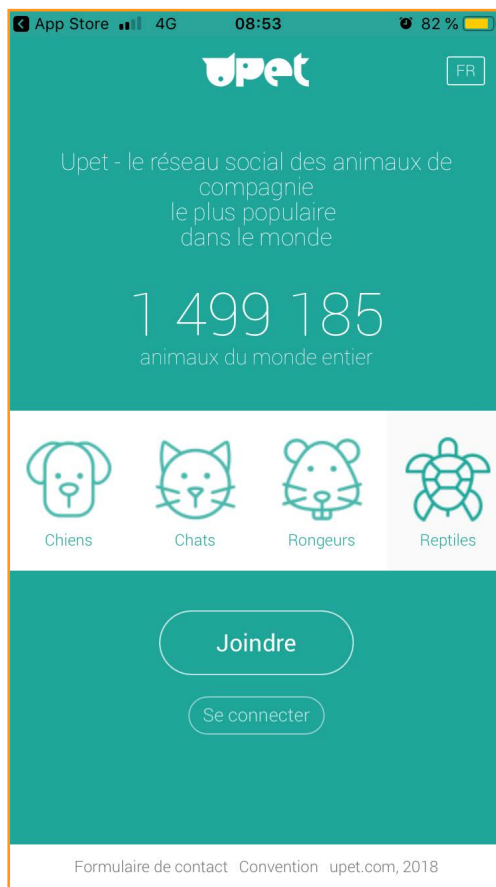 App Store 4G 08:53 82 %
upet FR
Upet - le réseau social des animaux de
compagnie
le plus populaire
dans le monde
1 499 185
animaux du monde entier
Chiens Chats Rongeurs Reptiles
Joindre
Se connecter
Formulaire de contact Convention upet.com, 2018